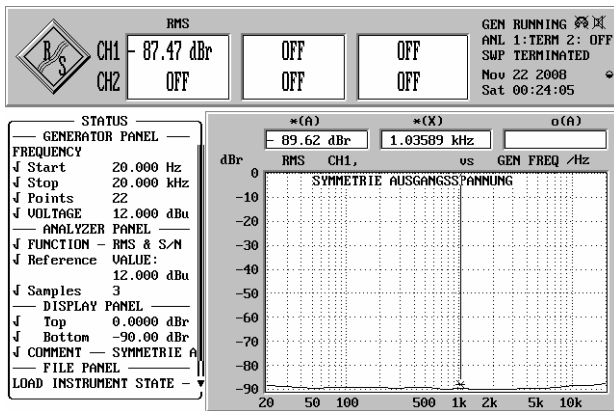 RMS
R S
CH1 - 87.47 dBr OFF OFF
CH2 OFF OFF OFF
GEN RUNNING
ANL 1:TERM 2: OFF
SWP TERMINATED
Nov 22 2008
Sat 00:24:05
STATUS
GENERATOR PANEL
FREQUENCY
Start 20.000 Hz
Stop 20.000 kHz
Points 22
VOLTAGE 12.000 dBu
ANALYZER PANEL
FUNCTION - RMS & S/N
Reference VALUE:
12.000 dBu
Samples 3
DISPLAY PANEL
Top 0.0000 dBr
Bottom -90.00 dBr
COMMENT — SYMMETRIE A
FILE PANEL
LOAD INSTRUMENT STATE -
*(A) *(X) o(A)
- 89.62 dBr 1.03589 kHz
dBr RMS CH1, vs GEN FREQ /Hz
SYMMETRIE AUSGANGSSPANNUNG
0
-10
-20
-30
-40
-50
-60
-70
-80
-90
20 50 100 500 1k 2k 5k 10k